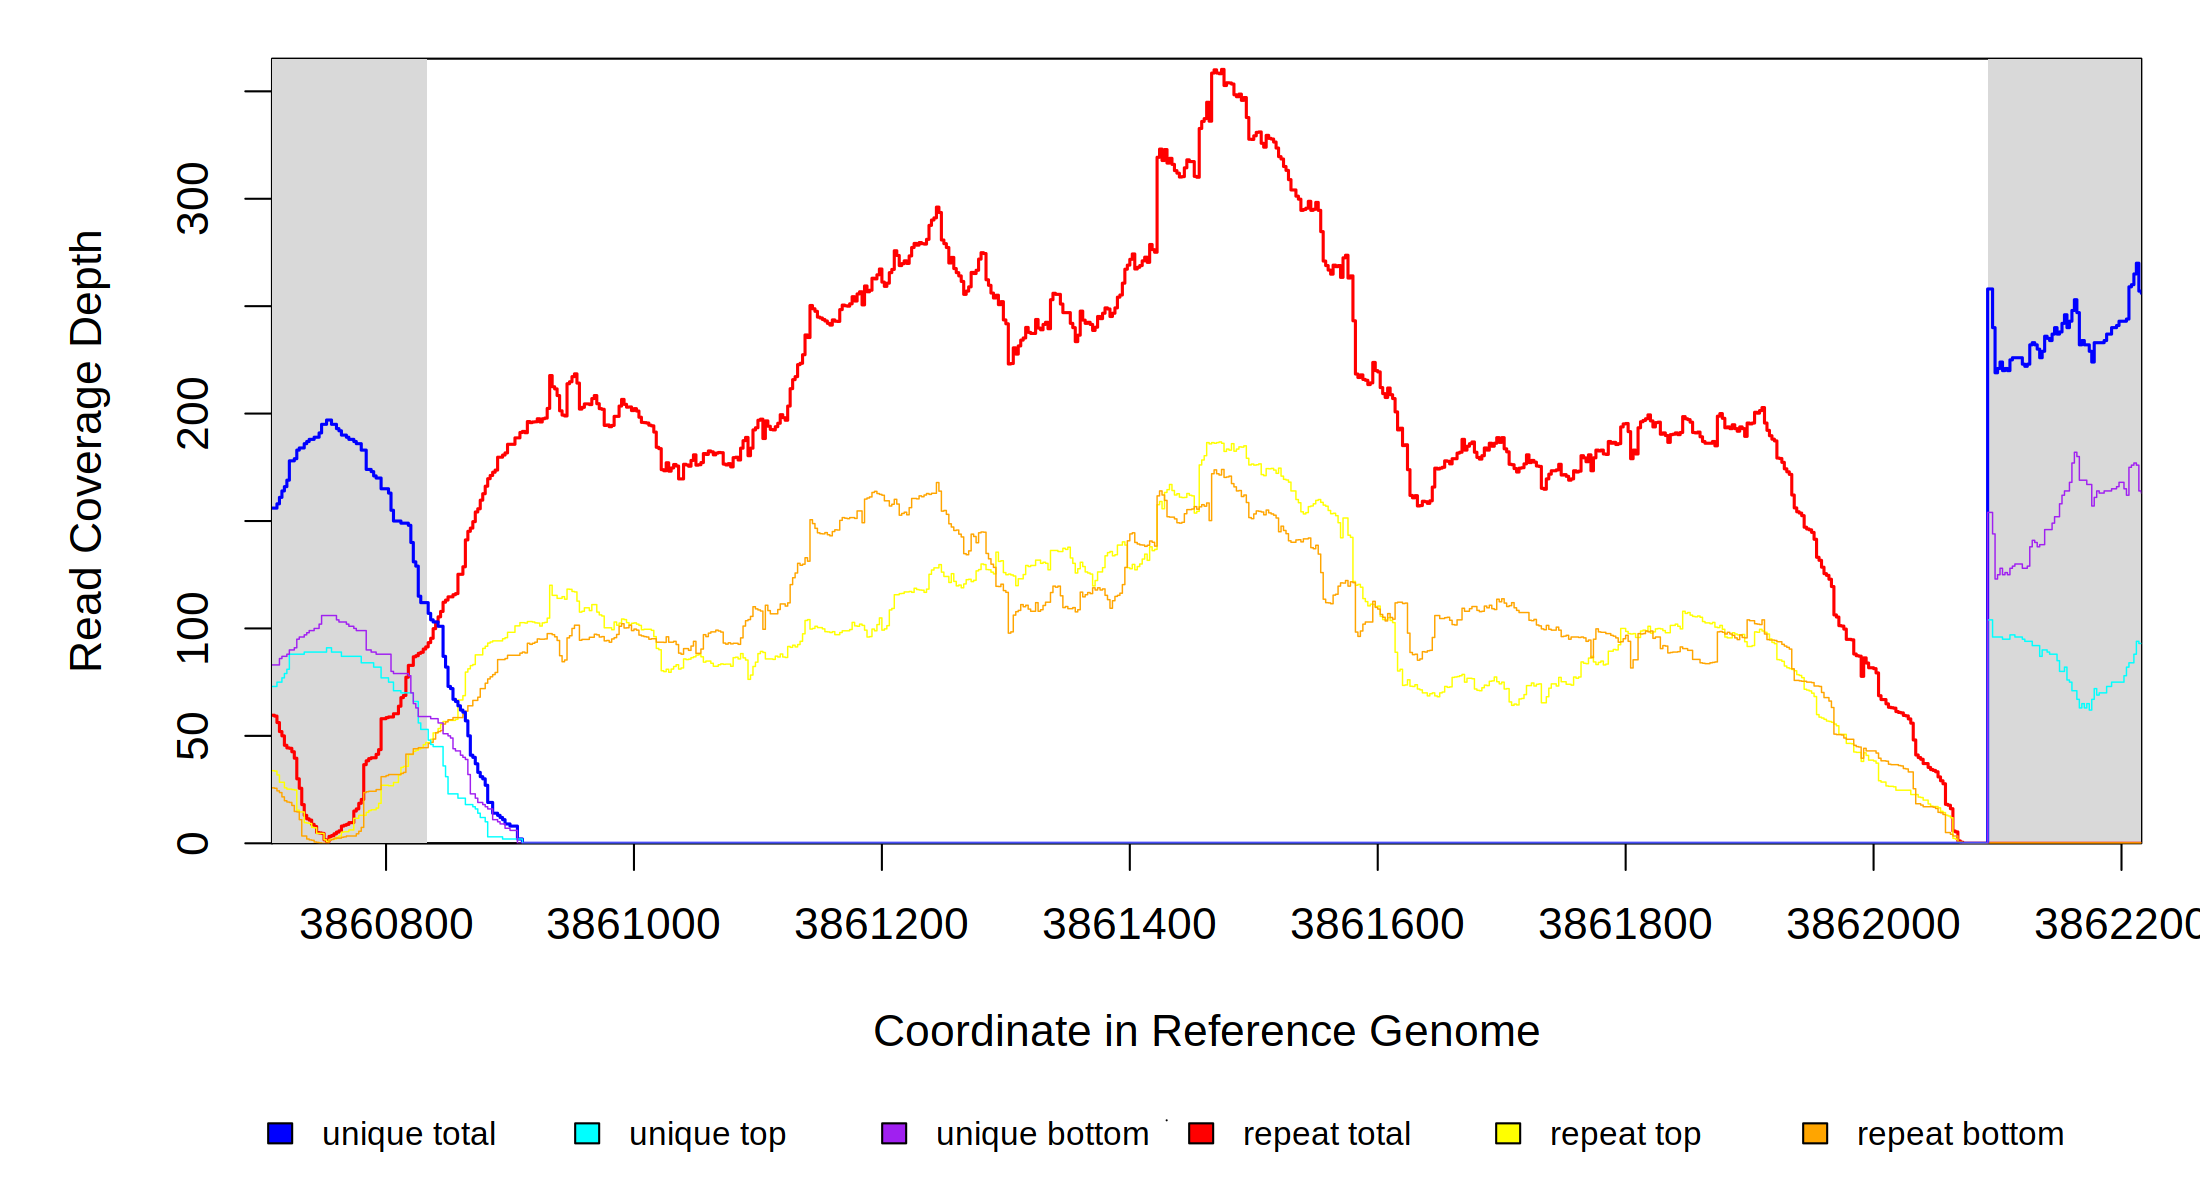 Read Coverage Depth
300
200
100
50
0
3860800 3861000 3861200 3861400 3861600 3861800 3862000 3862200
Coordinate in Reference Genome
unique total unique top unique bottom repeat total repeat top repeat bottom